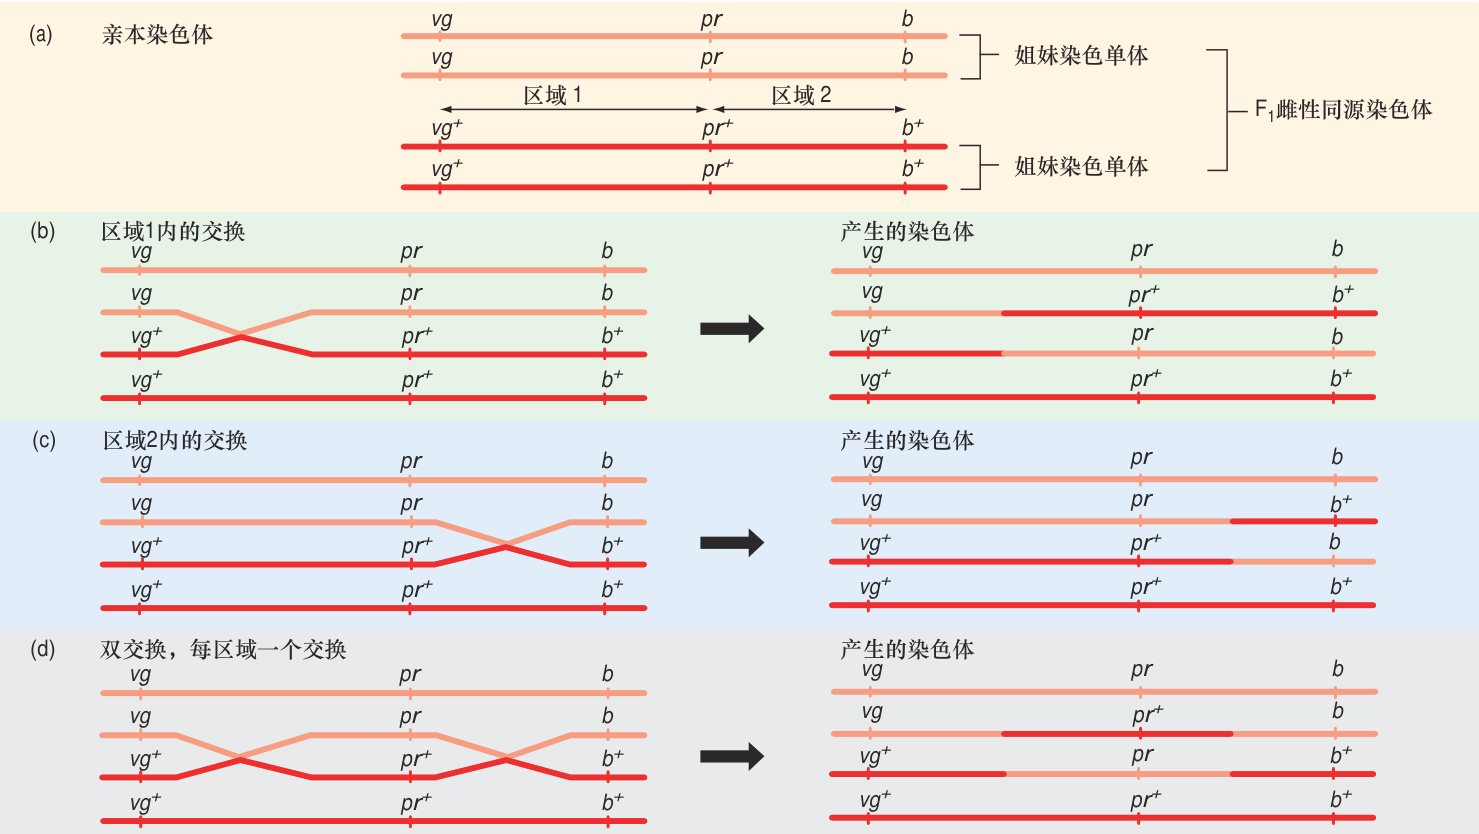 (a) 亲本染色体
vg pr b
vg pr b
姐妹染色单体
区域 1 区域 2
F₁雌性同源染色体
vg⁺ pr⁺ b⁺
vg⁺ pr⁺ b⁺
姐妹染色单体
(b) 区域1内的交换
vg pr b
vg pr b
vg⁺ pr⁺ b⁺
vg⁺ pr⁺ b⁺
产生的染色体
vg pr b
vg pr⁺ b⁺
vg⁺ pr b
vg⁺ pr⁺ b⁺
(c) 区域2内的交换
vg pr b
vg pr b
vg⁺ pr⁺ b⁺
vg⁺ pr⁺ b⁺
产生的染色体
vg pr b
vg pr b⁺
vg⁺ pr⁺ b
vg⁺ pr⁺ b⁺
(d) 双交换，每区域一个交换
vg pr b
vg pr b
vg⁺ pr⁺ b⁺
vg⁺ pr⁺ b⁺
产生的染色体
vg pr b
vg pr⁺ b
vg⁺ pr b⁺
vg⁺ pr⁺ b⁺